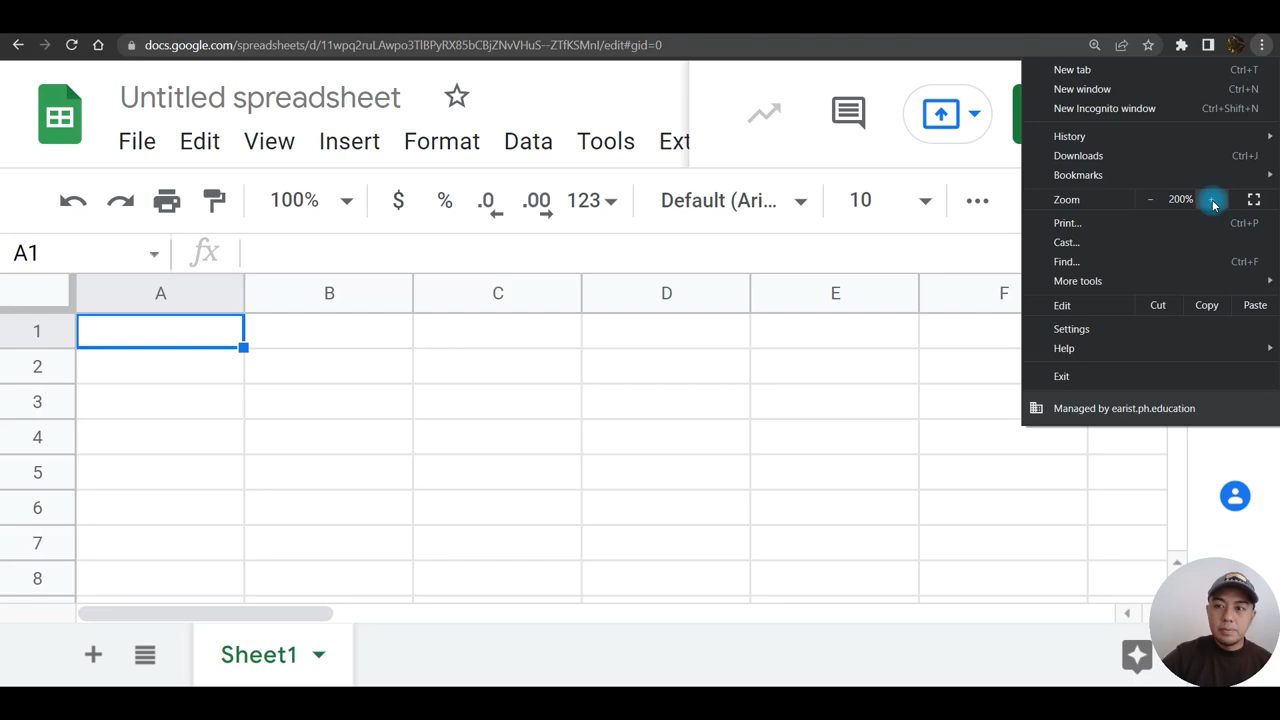 docs.google.com/spreadsheets/d/11wpq2ruLAwpo3TlBPyRX85bCBjZNvVHuS--ZTfKSMnI/edit#gid=0
Untitled spreadsheet
File Edit View Insert Format Data Tools Ext
100% $ % .0 .00 123 Default (Ari... 10
A1 fx
A B C D E F
1
2
3
4
5
6
7
8
Sheet1
New tab Ctrl+T
New window Ctrl+N
New Incognito window Ctrl+Shift+N
History
Downloads Ctrl+J
Bookmarks
Zoom - 200% +
Print... Ctrl+P
Cast...
Find... Ctrl+F
More tools
Edit Cut Copy Paste
Settings
Help
Exit
Managed by earist.ph.education